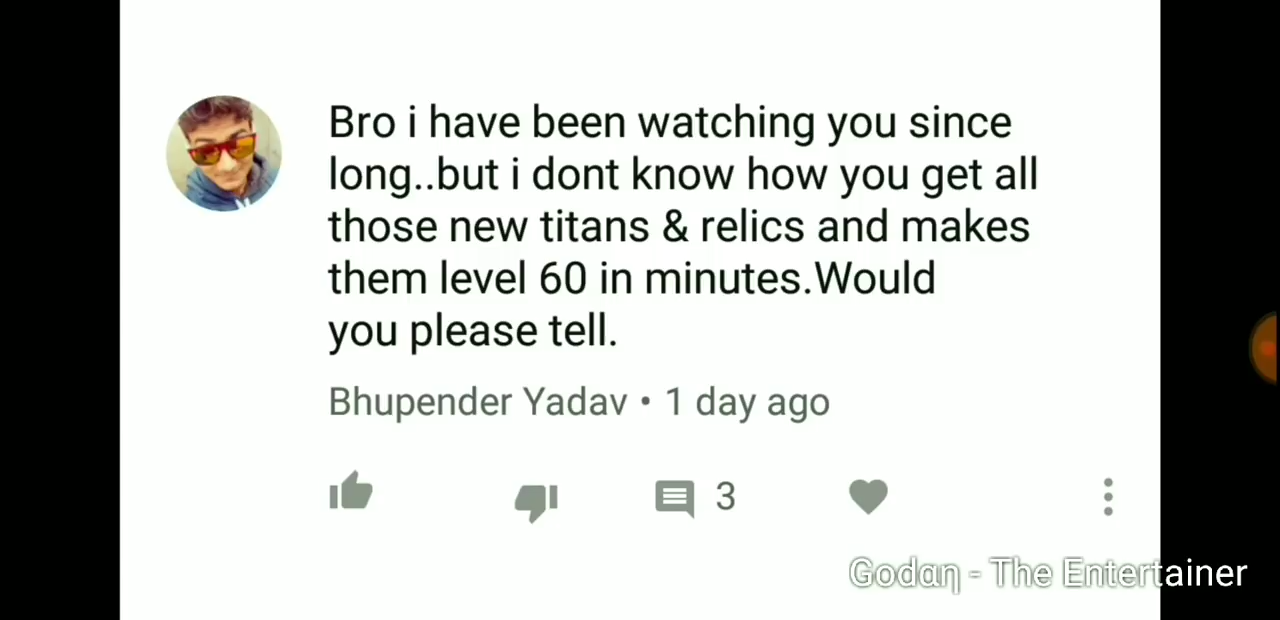 Bro i have been watching you since
long..but i dont know how you get all
those new titans & relics and makes
them level 60 in minutes.Would
you please tell.
Bhupender Yadav • 1 day ago
3
Godαη - The Entertainer